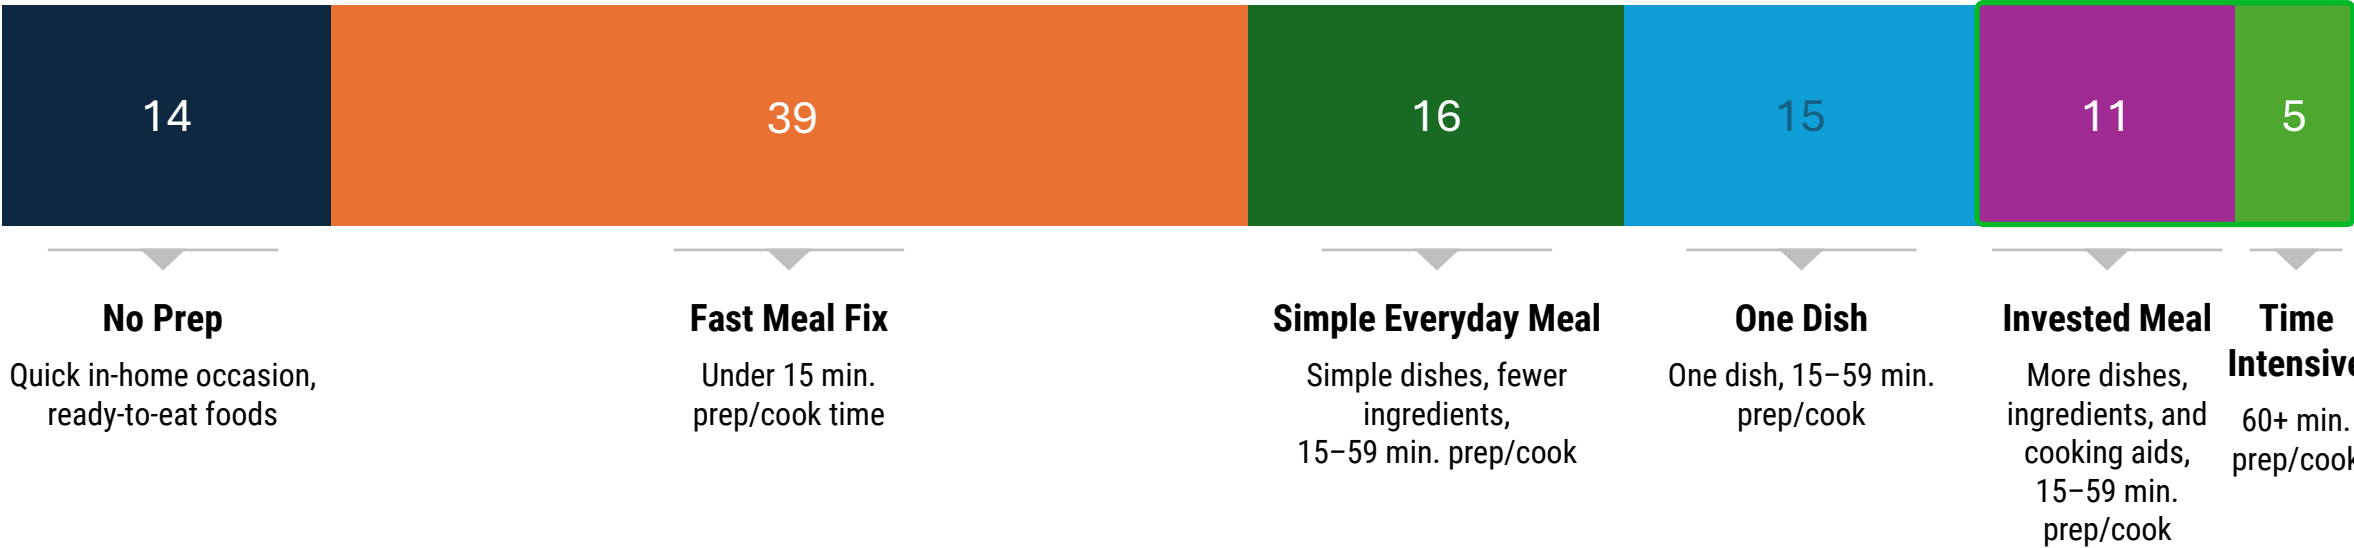 14
39
16
15
11
5
No Prep
Quick in-home occasion,
ready-to-eat foods
Fast Meal Fix
Under 15 min.
prep/cook time
Simple Everyday Meal
Simple dishes, fewer
ingredients,
15–59 min. prep/cook
One Dish
One dish, 15–59 min.
prep/cook
Invested Meal
More dishes,
ingredients, and
cooking aids,
15–59 min.
prep/cook
Time
Intensive
60+ min.
prep/cook